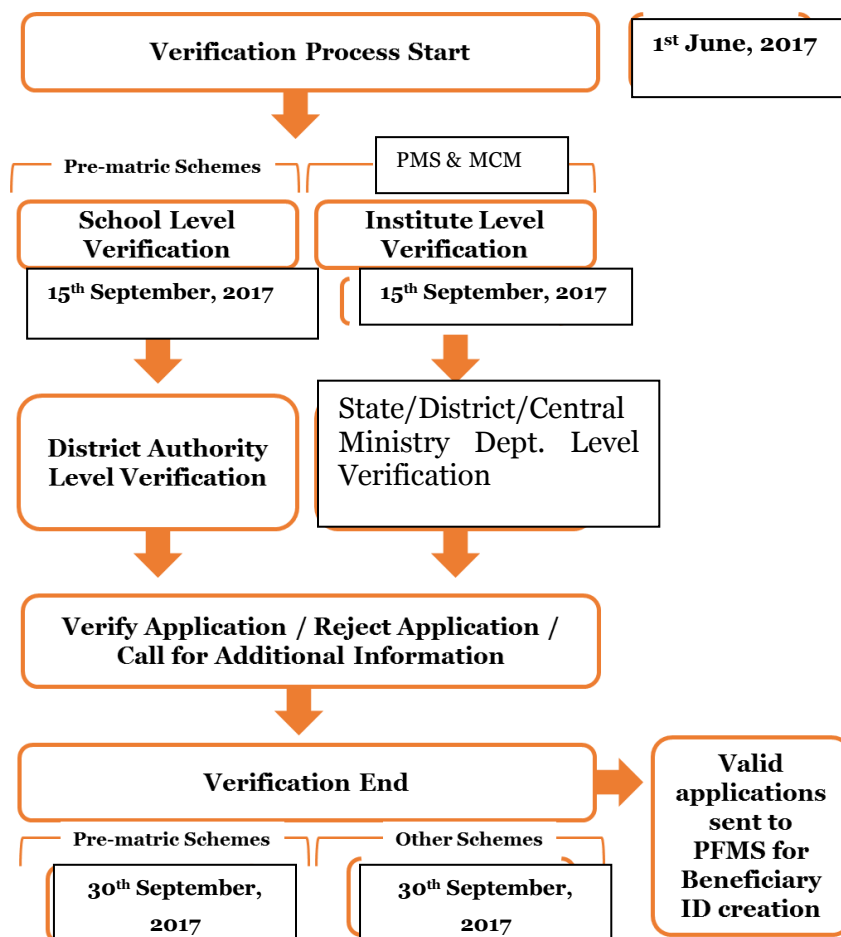 Verification Process Start
1st June, 2017
Pre-matric Schemes
PMS & MCM
School Level
Verification
Institute Level
Verification
15th September, 2017
15th September, 2017
District Authority
Level Verification
State/District/Central
Ministry Dept. Level
Verification
Verify Application / Reject Application /
Call for Additional Information
Verification End
Valid
applications
sent to
PFMS for
Beneficiary
ID creation
Pre-matric Schemes
Other Schemes
30th September,
2017
30th September,
2017